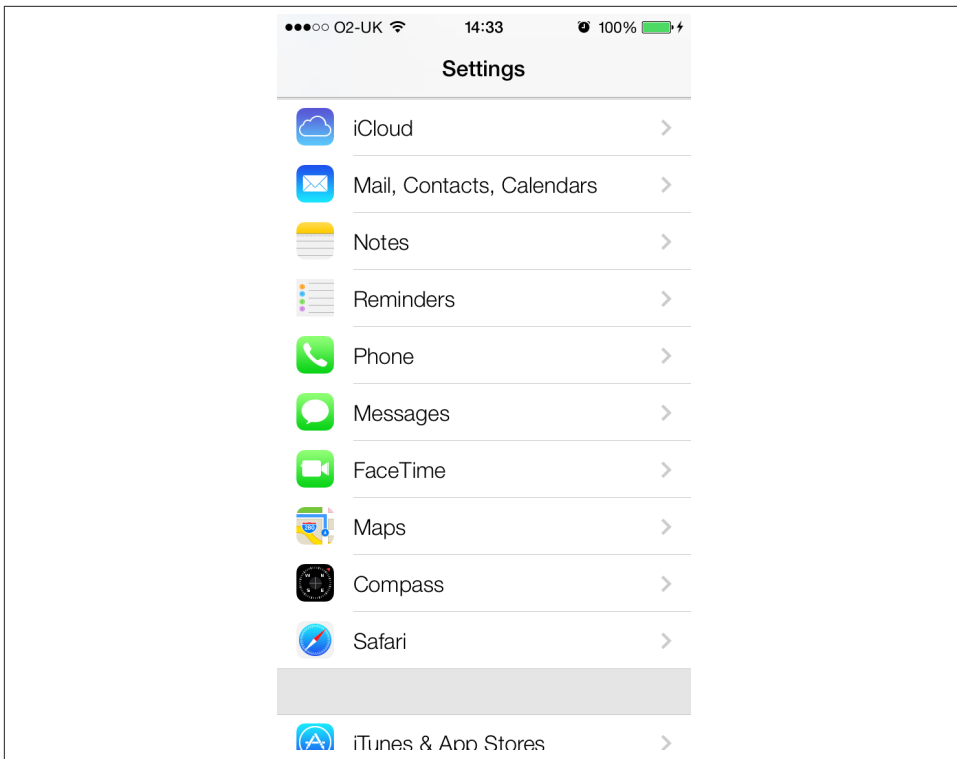 O2-UK 14:33 100%
Settings
iCloud
Mail, Contacts, Calendars
Notes
Reminders
Phone
Messages
FaceTime
Maps
Compass
Safari
iTunes & App Stores